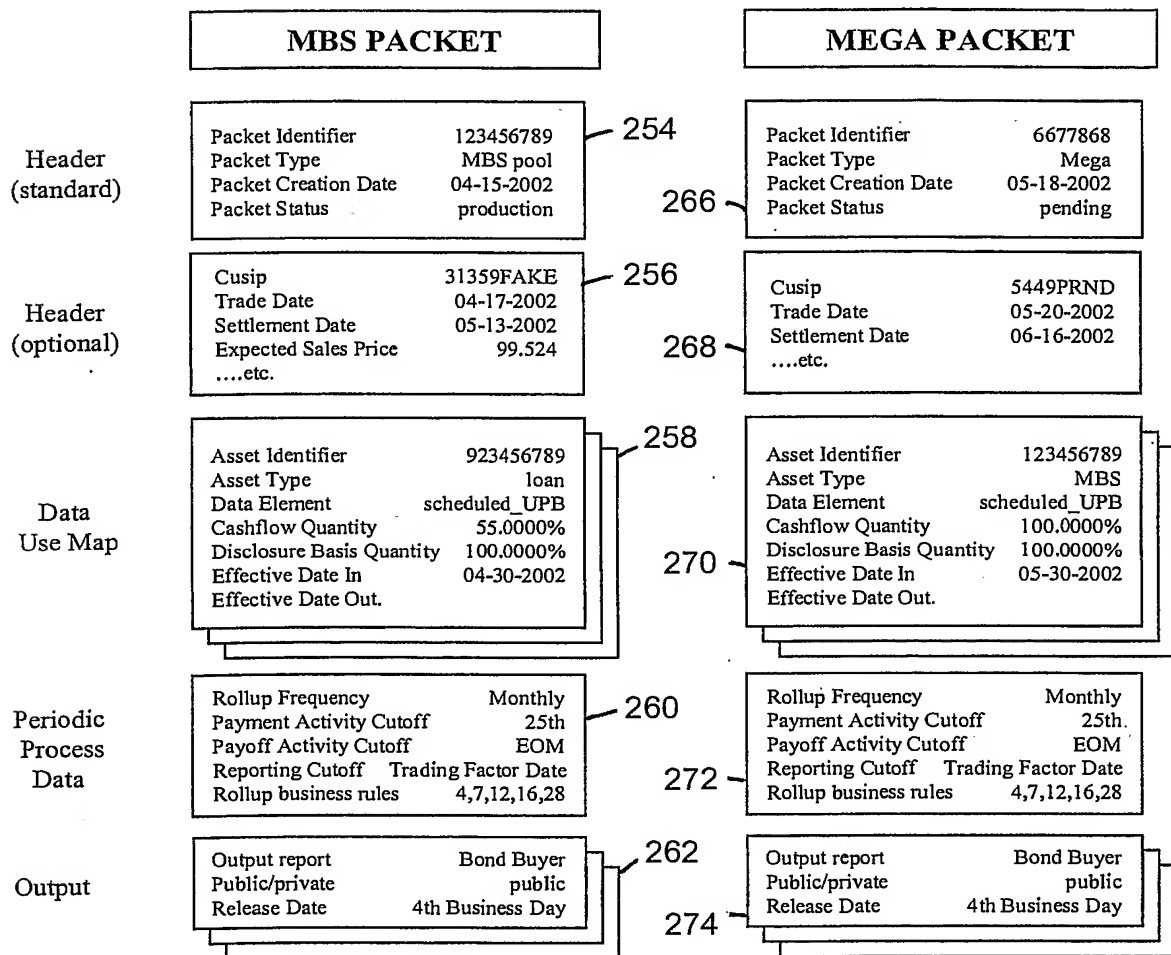 MBS PACKET
MEGA PACKET
Header
(standard)
Packet Identifier 123456789
Packet Type MBS pool
Packet Creation Date 04-15-2002
Packet Status production
254
Packet Identifier 6677868
Packet Type Mega
Packet Creation Date 05-18-2002
Packet Status pending
266
Header
(optional)
Cusip 31359FAKE
Trade Date 04-17-2002
Settlement Date 05-13-2002
Expected Sales Price 99.524
....etc.
256
Cusip 5449PRND
Trade Date 05-20-2002
Settlement Date 06-16-2002
....etc.
268
Data
Use Map
Asset Identifier 923456789
Asset Type loan
Data Element scheduled_UPB
Cashflow Quantity 55.0000%
Disclosure Basis Quantity 100.0000%
Effective Date In 04-30-2002
Effective Date Out.
258
Asset Identifier 123456789
Asset Type MBS
Data Element scheduled_UPB
Cashflow Quantity 100.0000%
Disclosure Basis Quantity 100.0000%
Effective Date In 05-30-2002
Effective Date Out.
270
Periodic
Process
Data
Rollup Frequency Monthly
Payment Activity Cutoff 25th
Payoff Activity Cutoff EOM
Reporting Cutoff Trading Factor Date
Rollup business rules 4,7,12,16,28
260
Rollup Frequency Monthly
Payment Activity Cutoff 25th.
Payoff Activity Cutoff EOM
Reporting Cutoff Trading Factor Date
Rollup business rules 4,7,12,16,28
272
Output
Output report Bond Buyer
Public/private public
Release Date 4th Business Day
262
Output report Bond Buyer
Public/private public
Release Date 4th Business Day
274